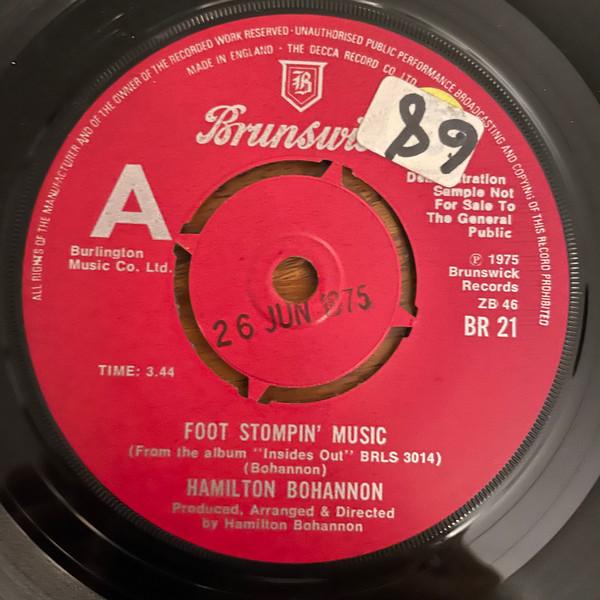 ALL RIGHTS OF THE MANUFACTURER AND OF THE OWNER OF THE RECORDED WORK RESERVED · UNAUTHORISED PUBLIC PERFORMANCE BROADCASTING AND COPYING OF THIS RECORD PROHIBITED
MADE IN ENGLAND · THE DECCA RECORD CO. LTD.
B
89
A
Sample Not
For Sale To
The General
Public
Burlington
Music Co. Ltd.
℗ 1975
Brunswick
Records
ZB 46
BR 21
26 JUN 1975
TIME: 3.44
FOOT STOMPIN' MUSIC
(From the album "Insides Out" BRLS 3014)
(Bohannon)
HAMILTON BOHANNON
Produced, Arranged & Directed
by Hamilton Bohannon